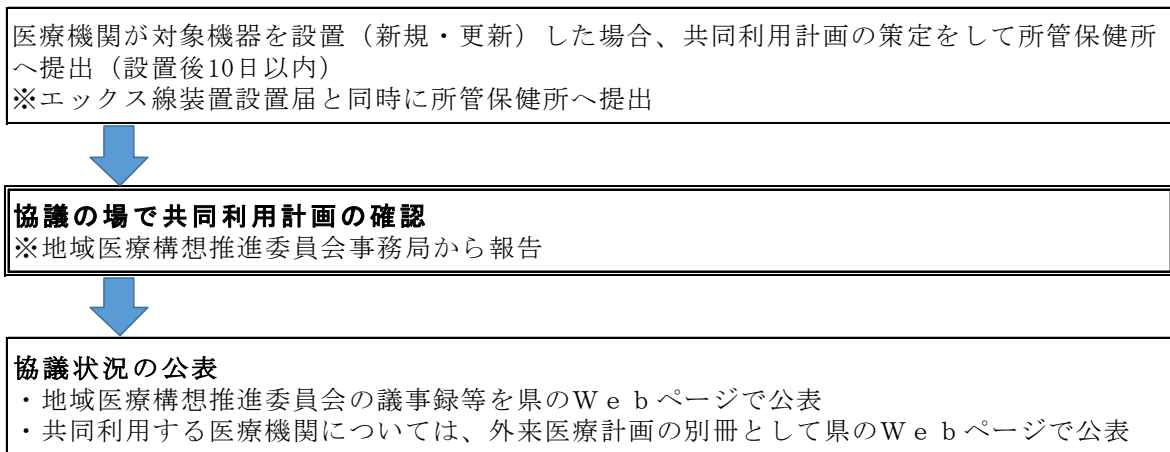 医療機関が対象機器を設置（新規・更新）した場合、共同利用計画の策定をして所管保健所
へ提出（設置後10日以内）
※エックス線装置設置届と同時に所管保健所へ提出
協議の場で共同利用計画の確認
※地域医療構想推進委員会事務局から報告
協議状況の公表
・地域医療構想推進委員会の議事録等を県のＷｅｂページで公表
・共同利用する医療機関については、外来医療計画の別冊として県のＷｅｂページで公表